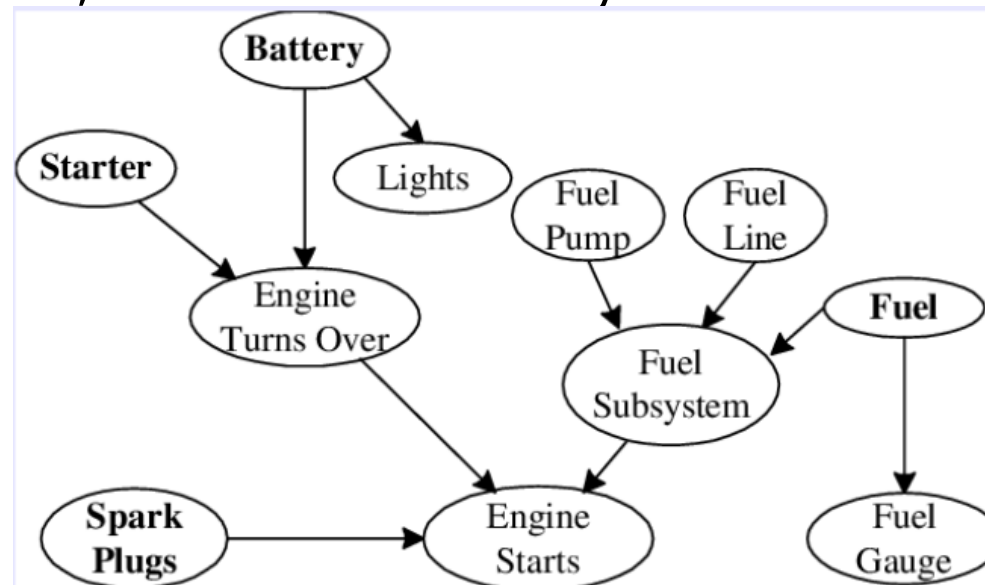 Battery
Starter
Lights
Fuel
Pump
Fuel
Line
Engine
Turns Over
Fuel
Fuel
Subsystem
Spark
Plugs
Engine
Starts
Fuel
Gauge